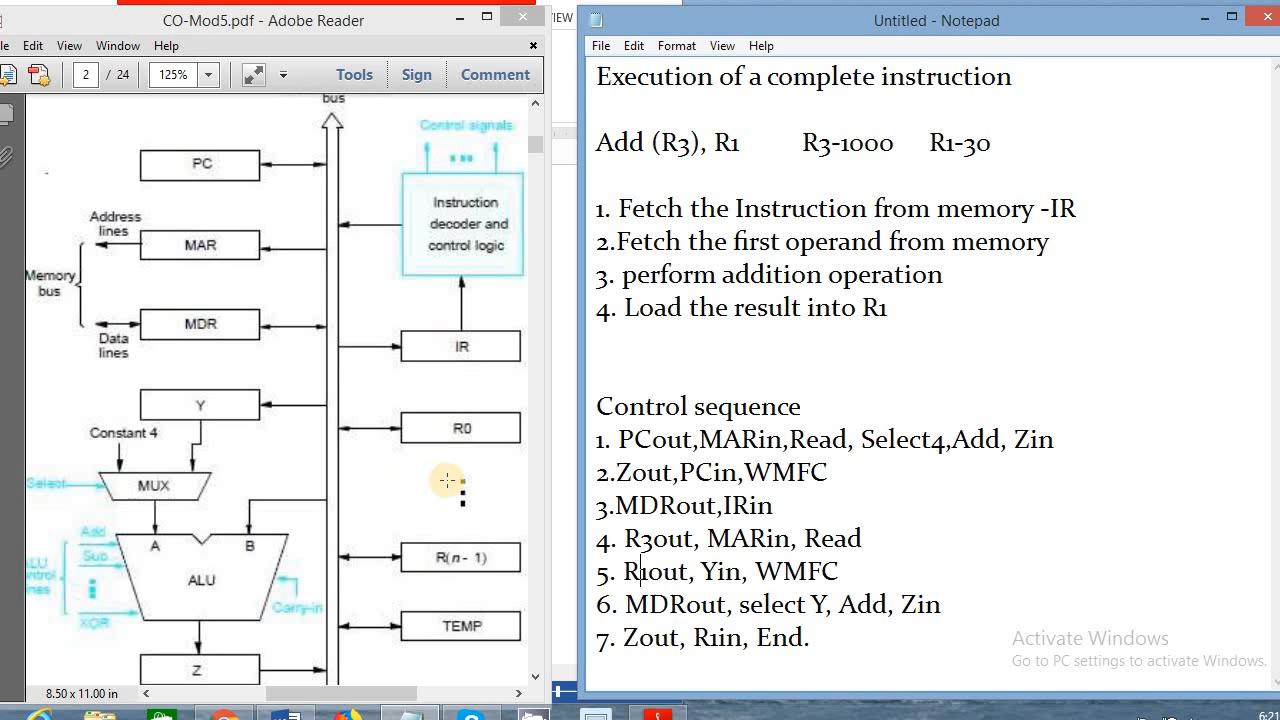 CO-Mod5.pdf - Adobe Reader
Edit View Window Help
2 / 24 125% Tools Sign Comment
bus
Control signals
PC
Instruction
decoder and
control logic
Address
lines
MAR
Memory
bus
MDR
Data
lines
IR
Y
Constant 4
R0
Select
MUX
Add
A B
Sub
R(n - 1)
ALU
Carry-in
XOR
TEMP
Z
8.50 x 11.00 in
VIEW
Untitled - Notepad
File Edit Format View Help
Execution of a complete instruction
Add (R3), R1 R3-1000 R1-30
1. Fetch the Instruction from memory -IR
2.Fetch the first operand from memory
3. perform addition operation
4. Load the result into R1
Control sequence
1. PCout,MARin,Read, Select4,Add, Zin
2.Zout,PCin,WMFC
3.MDRout,IRin
4. R3out, MARin, Read
5. R1out, Yin, WMFC
6. MDRout, select Y, Add, Zin
7. Zout, R1in, End.
Activate Windows
Go to PC settings to activate Windows.
6:21